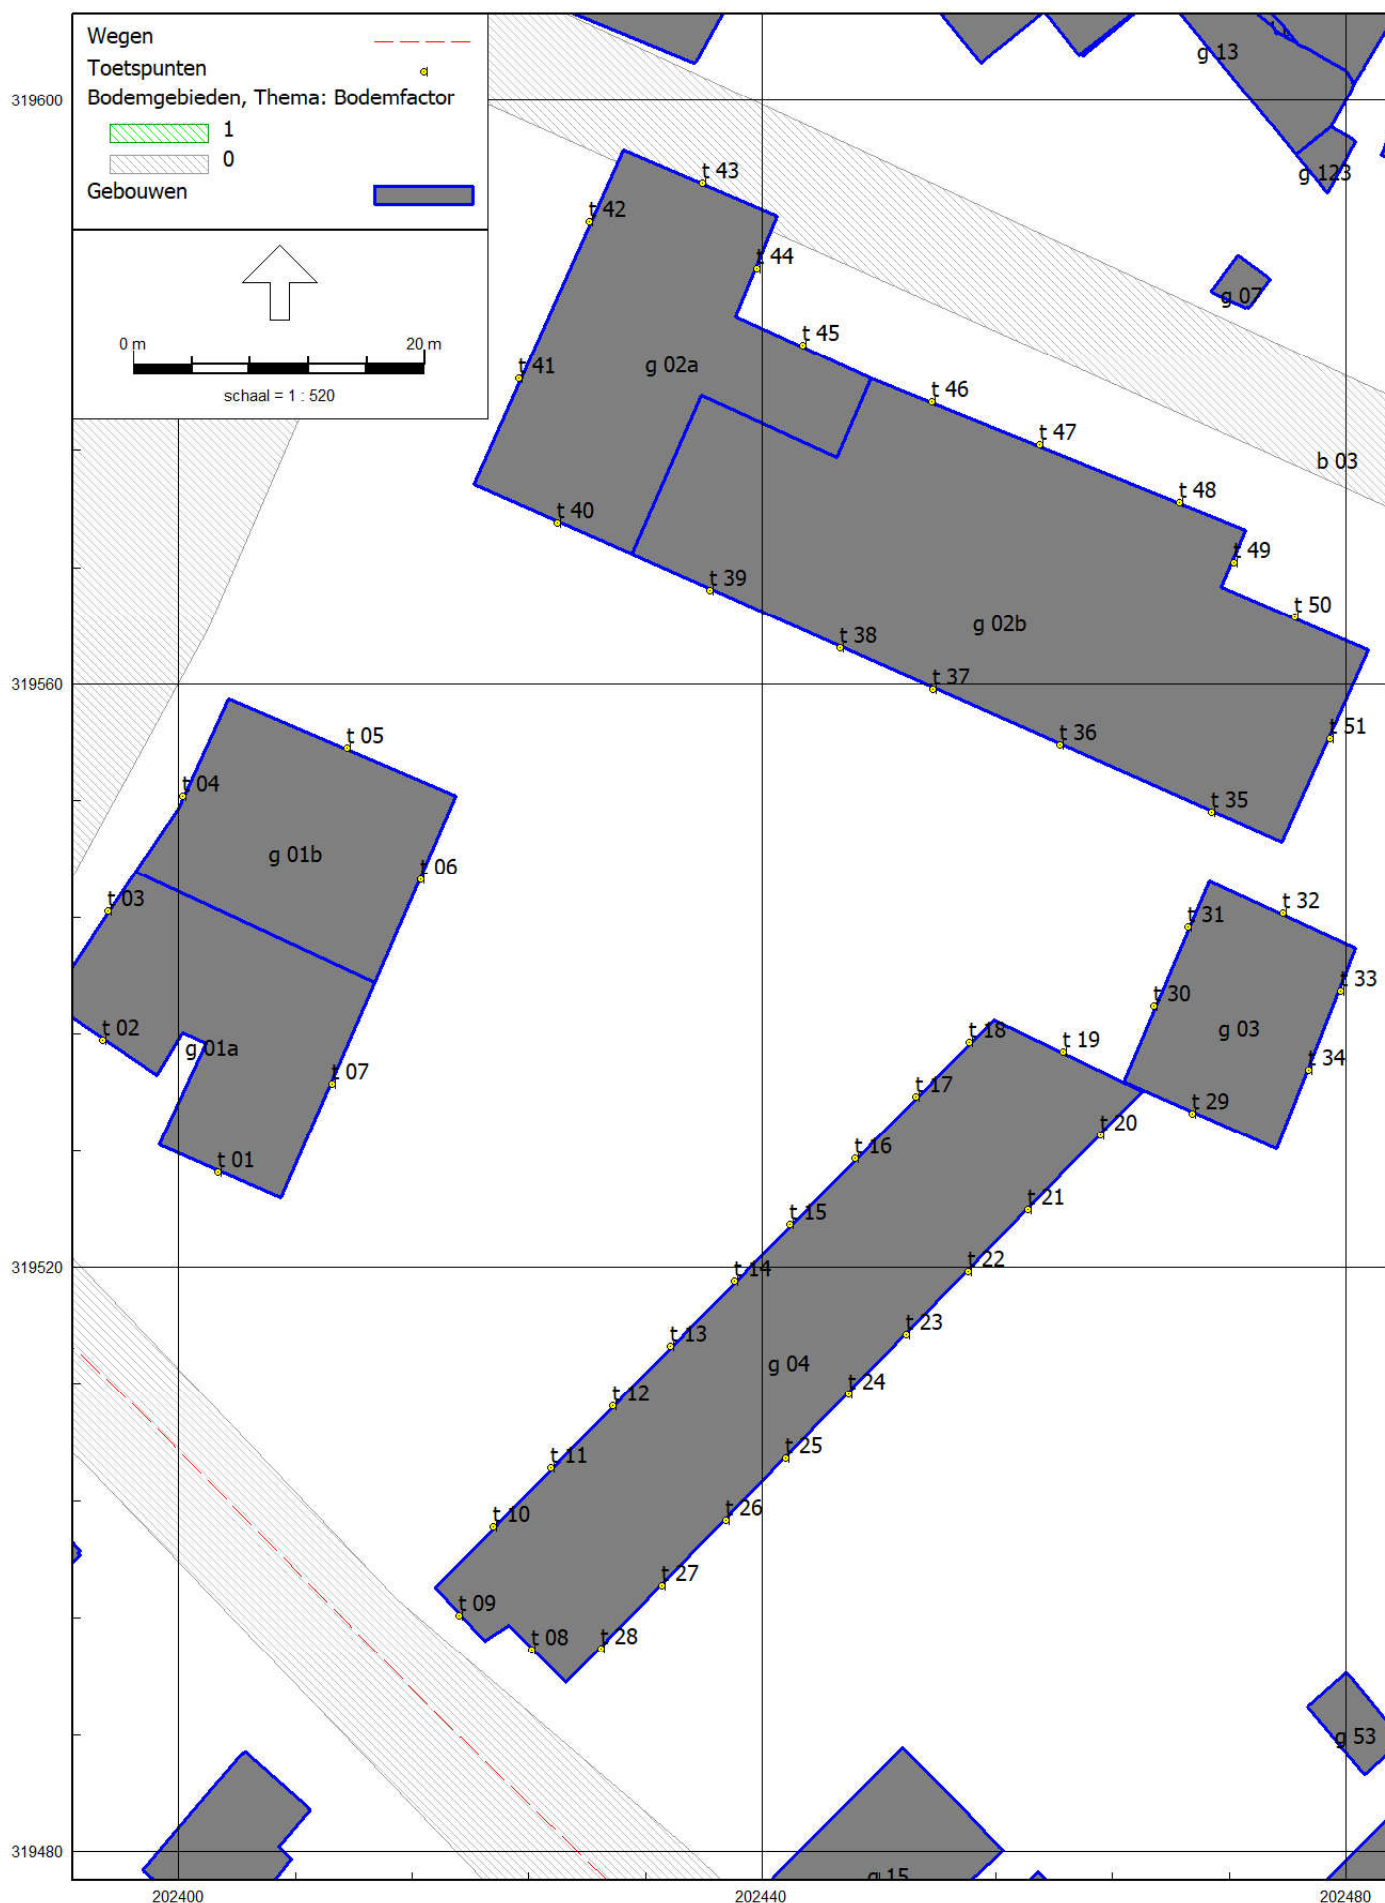 Wegen
Toetspunten
Bodemgebieden, Thema: Bodemfactor
1
0
Gebouwen
0 m 20 m
schaal = 1 : 520
319600
319560
319520
319480
202400 202440 202480
g 13
g 123
g 07
b 03
t 43
t 42
t 44
t 45
g 02a
t 41
t 46
t 47
t 48
t 40
t 49
t 39
t 50
g 02b
t 38
t 37
t 36
t 51
t 35
t 05
t 04
g 01b
t 06
t 03
t 02
g 01a
t 07
t 01
t 31
t 32
t 33
t 30
g 03
t 34
t 29
t 18
t 19
t 17
t 20
t 16
t 21
t 15
t 22
t 14
t 23
t 13
g 04
t 24
t 12
t 25
t 11
t 26
t 10
t 27
t 09
t 08
t 28
g 53
g 15